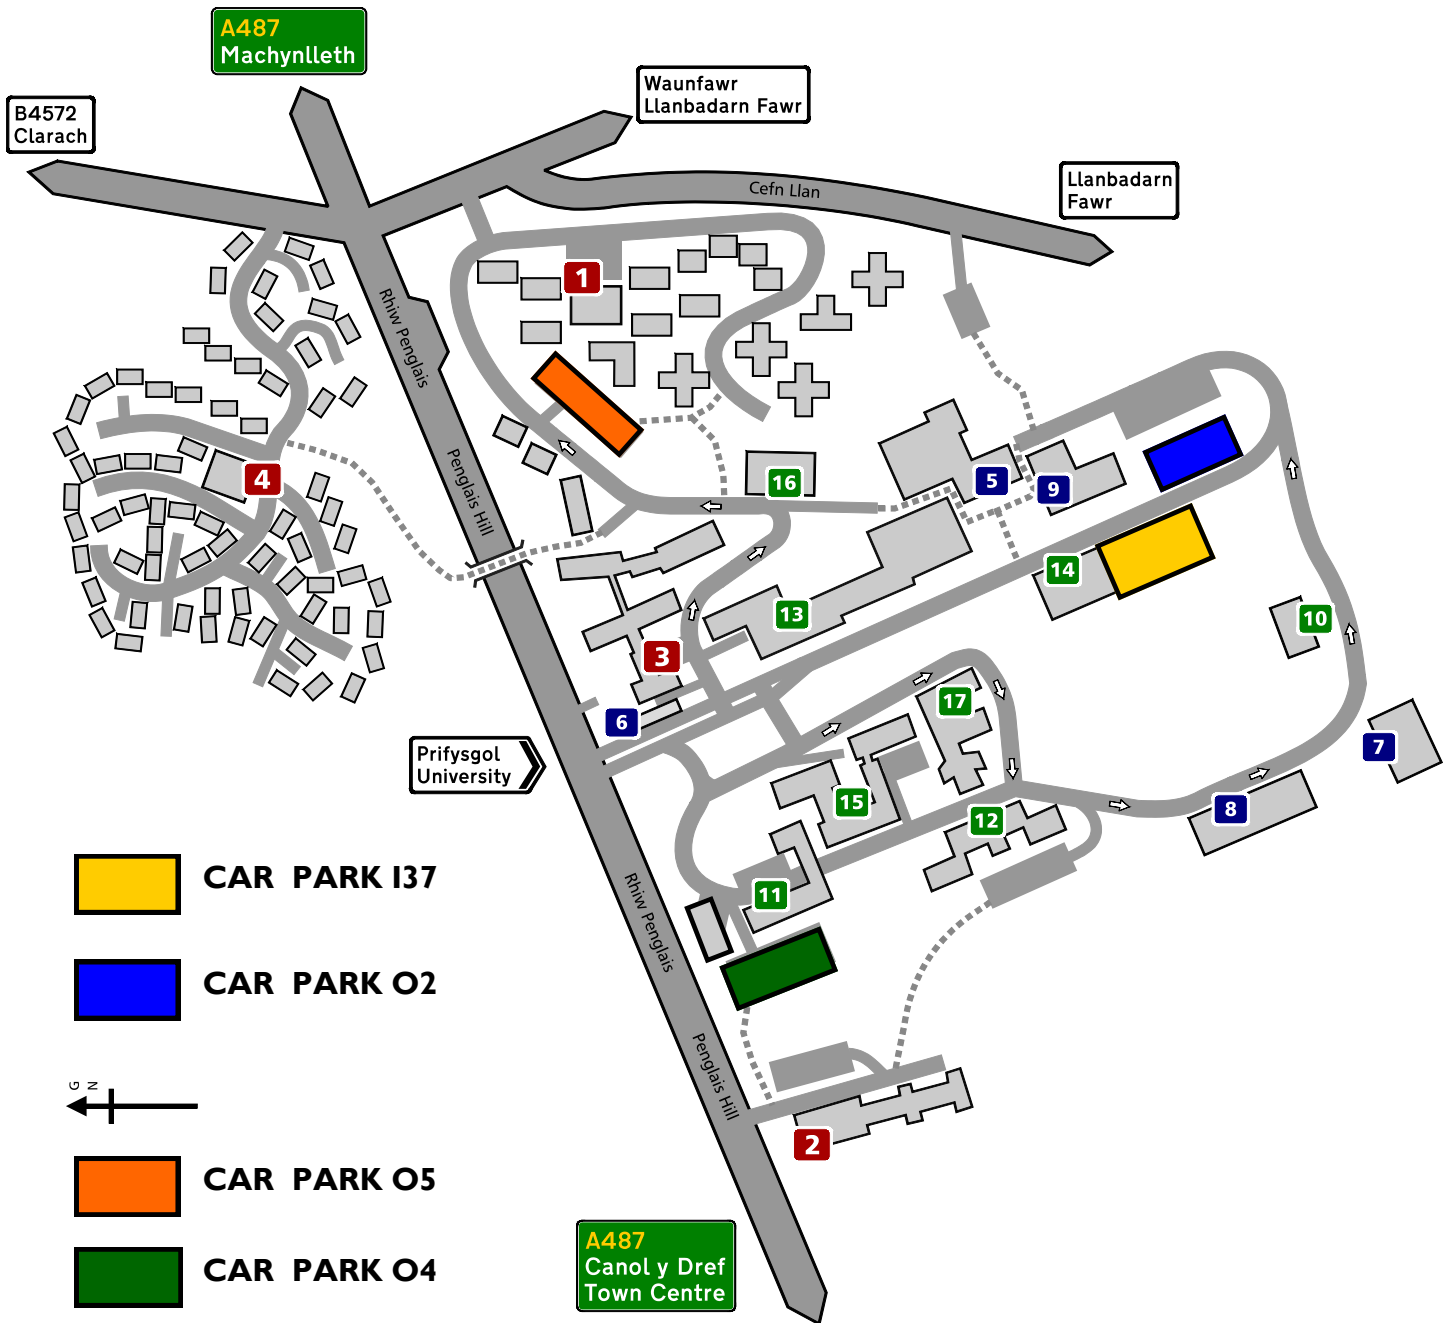 A487
Machynlleth
Waunfawr
Llanbadarn Fawr
B4572
Clarach
Cefn Llan
Llanbadarn
Fawr
1
Rhiw Penglais
4
Penglais Hill
16
5
9
14
13
10
3
6
17
7
Prifysgol
University
15
8
12
11
Rhiw Penglais
CAR PARK I37
CAR PARK O2
G N
Penglais Hill
2
CAR PARK O5
CAR PARK O4
A487
Canol y Dref
Town Centre